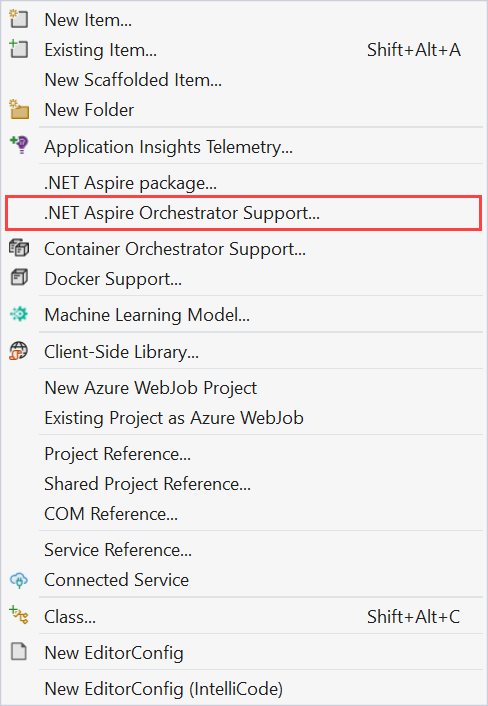 New Item...
Existing Item... Shift+Alt+A
New Scaffolded Item...
New Folder
Application Insights Telemetry...
.NET Aspire package...
.NET Aspire Orchestrator Support...
Container Orchestrator Support...
Docker Support...
Machine Learning Model...
Client-Side Library...
New Azure WebJob Project
Existing Project as Azure WebJob
Project Reference...
Shared Project Reference...
COM Reference...
Service Reference...
Connected Service
Class... Shift+Alt+C
New EditorConfig
New EditorConfig (IntelliCode)